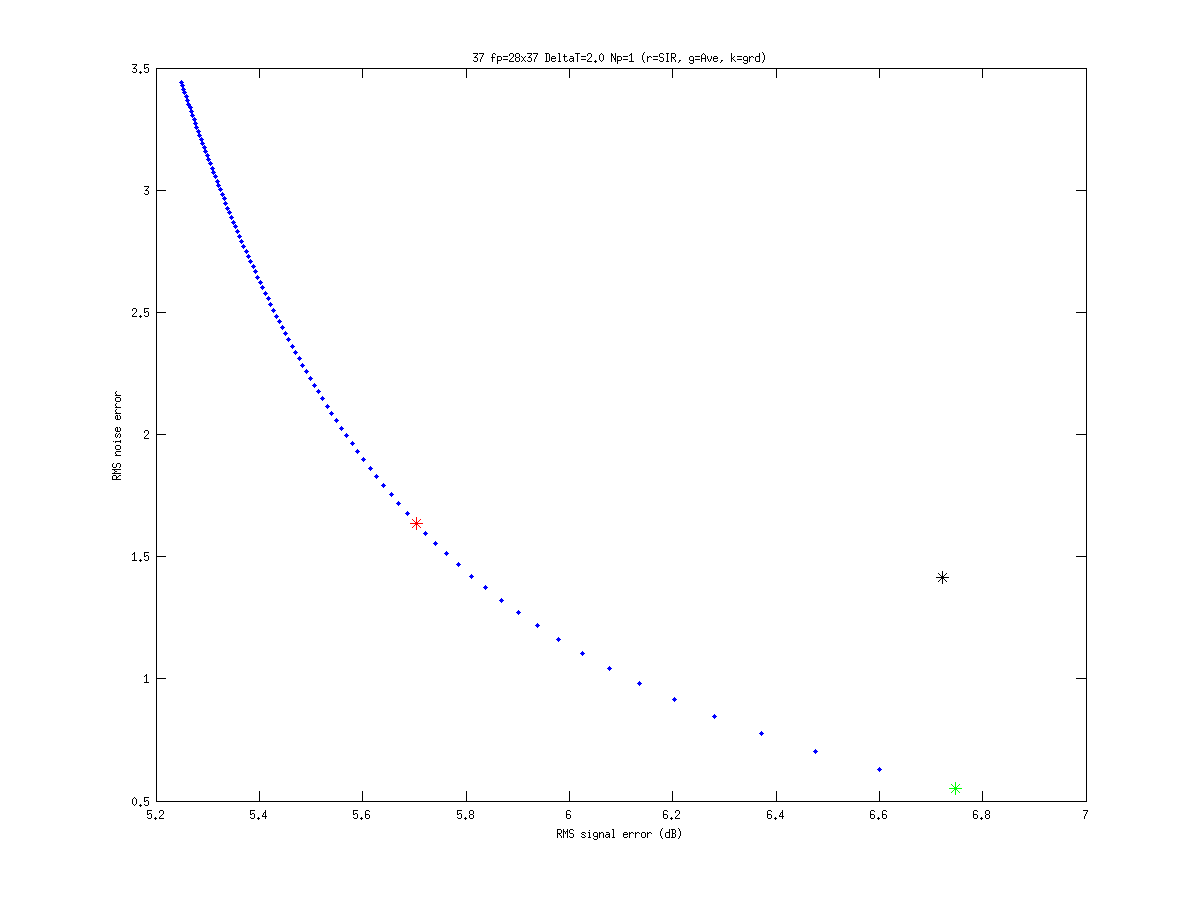 37 fp=28x37 DeltaT=2.0 Np=1 (r=SIR, g=Ave, k=grd)
3.5
3
2.5
2
1.5
1
0.5
RMS noise error
5.2 5.4 5.6 5.8 6 6.2 6.4 6.6 6.8 7
RMS signal error (dB)